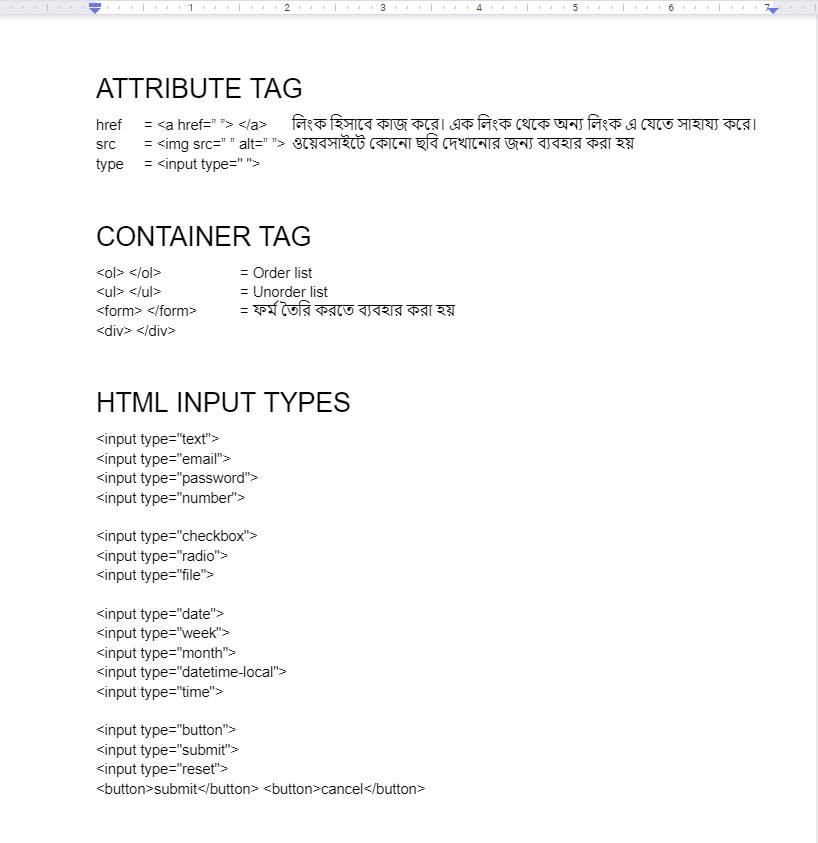 1 2 3 4 5 6 7
ATTRIBUTE TAG
href = <a href=” ”> </a> লিংক হিসাবে কাজ করে। এক লিংক থেকে অন্য লিংক এ যেতে সাহায্য করে।
src = <img src=” ” alt=” ”> ওয়েবসাইটে কোনো ছবি দেখানোর জন্য ব্যবহার করা হয়
type = <input type=" ">
CONTAINER TAG
<ol> </ol> = Order list
<ul> </ul> = Unorder list
<form> </form> = ফর্ম তৈরি করতে ব্যবহার করা হয়
<div> </div>
HTML INPUT TYPES
<input type="text">
<input type="email">
<input type="password">
<input type="number">
<input type="checkbox">
<input type="radio">
<input type="file">
<input type="date">
<input type="week">
<input type="month">
<input type="datetime-local">
<input type="time">
<input type="button">
<input type="submit">
<input type="reset">
<button>submit</button> <button>cancel</button>